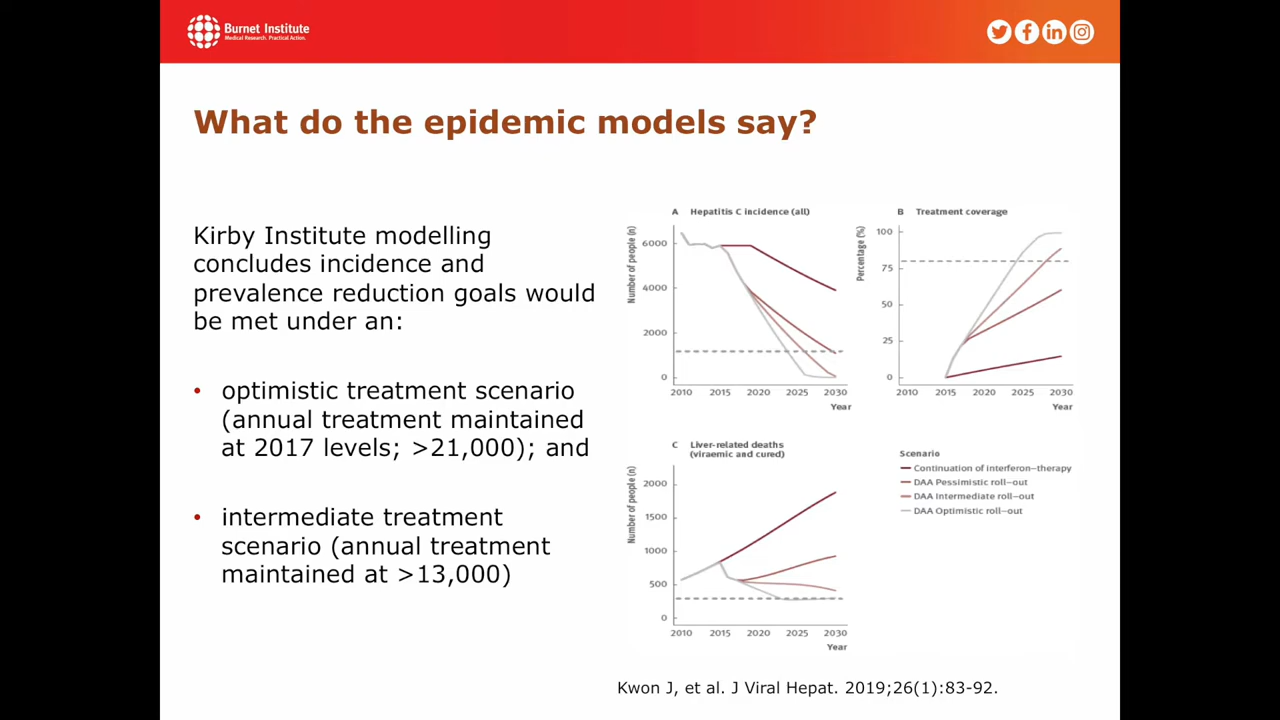 Burnet Institute
Medical Research. Practical Action.
What do the epidemic models say?
Kirby Institute modelling
concludes incidence and
prevalence reduction goals would
be met under an:
• optimistic treatment scenario
(annual treatment maintained
at 2017 levels; >21,000); and
• intermediate treatment
scenario (annual treatment
maintained at >13,000)
A Hepatitis C incidence (all)
Number of people (n)
6000
4000
2000
0
2010 2015 2020 2025 2030
Year
B Treatment coverage
Percentage (%)
100
75
50
25
0
2010 2015 2020 2025 2030
Year
C Liver-related deaths
(viraemic and cured)
Number of people (n)
2000
1500
1000
500
0
2010 2015 2020 2025 2030
Year
Scenario
Continuation of interferon–therapy
DAA Pessimistic roll–out
DAA Intermediate roll–out
DAA Optimistic roll–out
Kwon J, et al. J Viral Hepat. 2019;26(1):83-92.